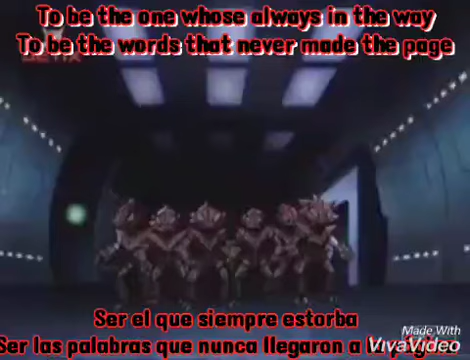 To be the one whose always in the way
To be the words that never made the page
JETIX
Ser el que siempre estorba
Ser las palabras que nunca llegaron a la
Made With
VivaVideo